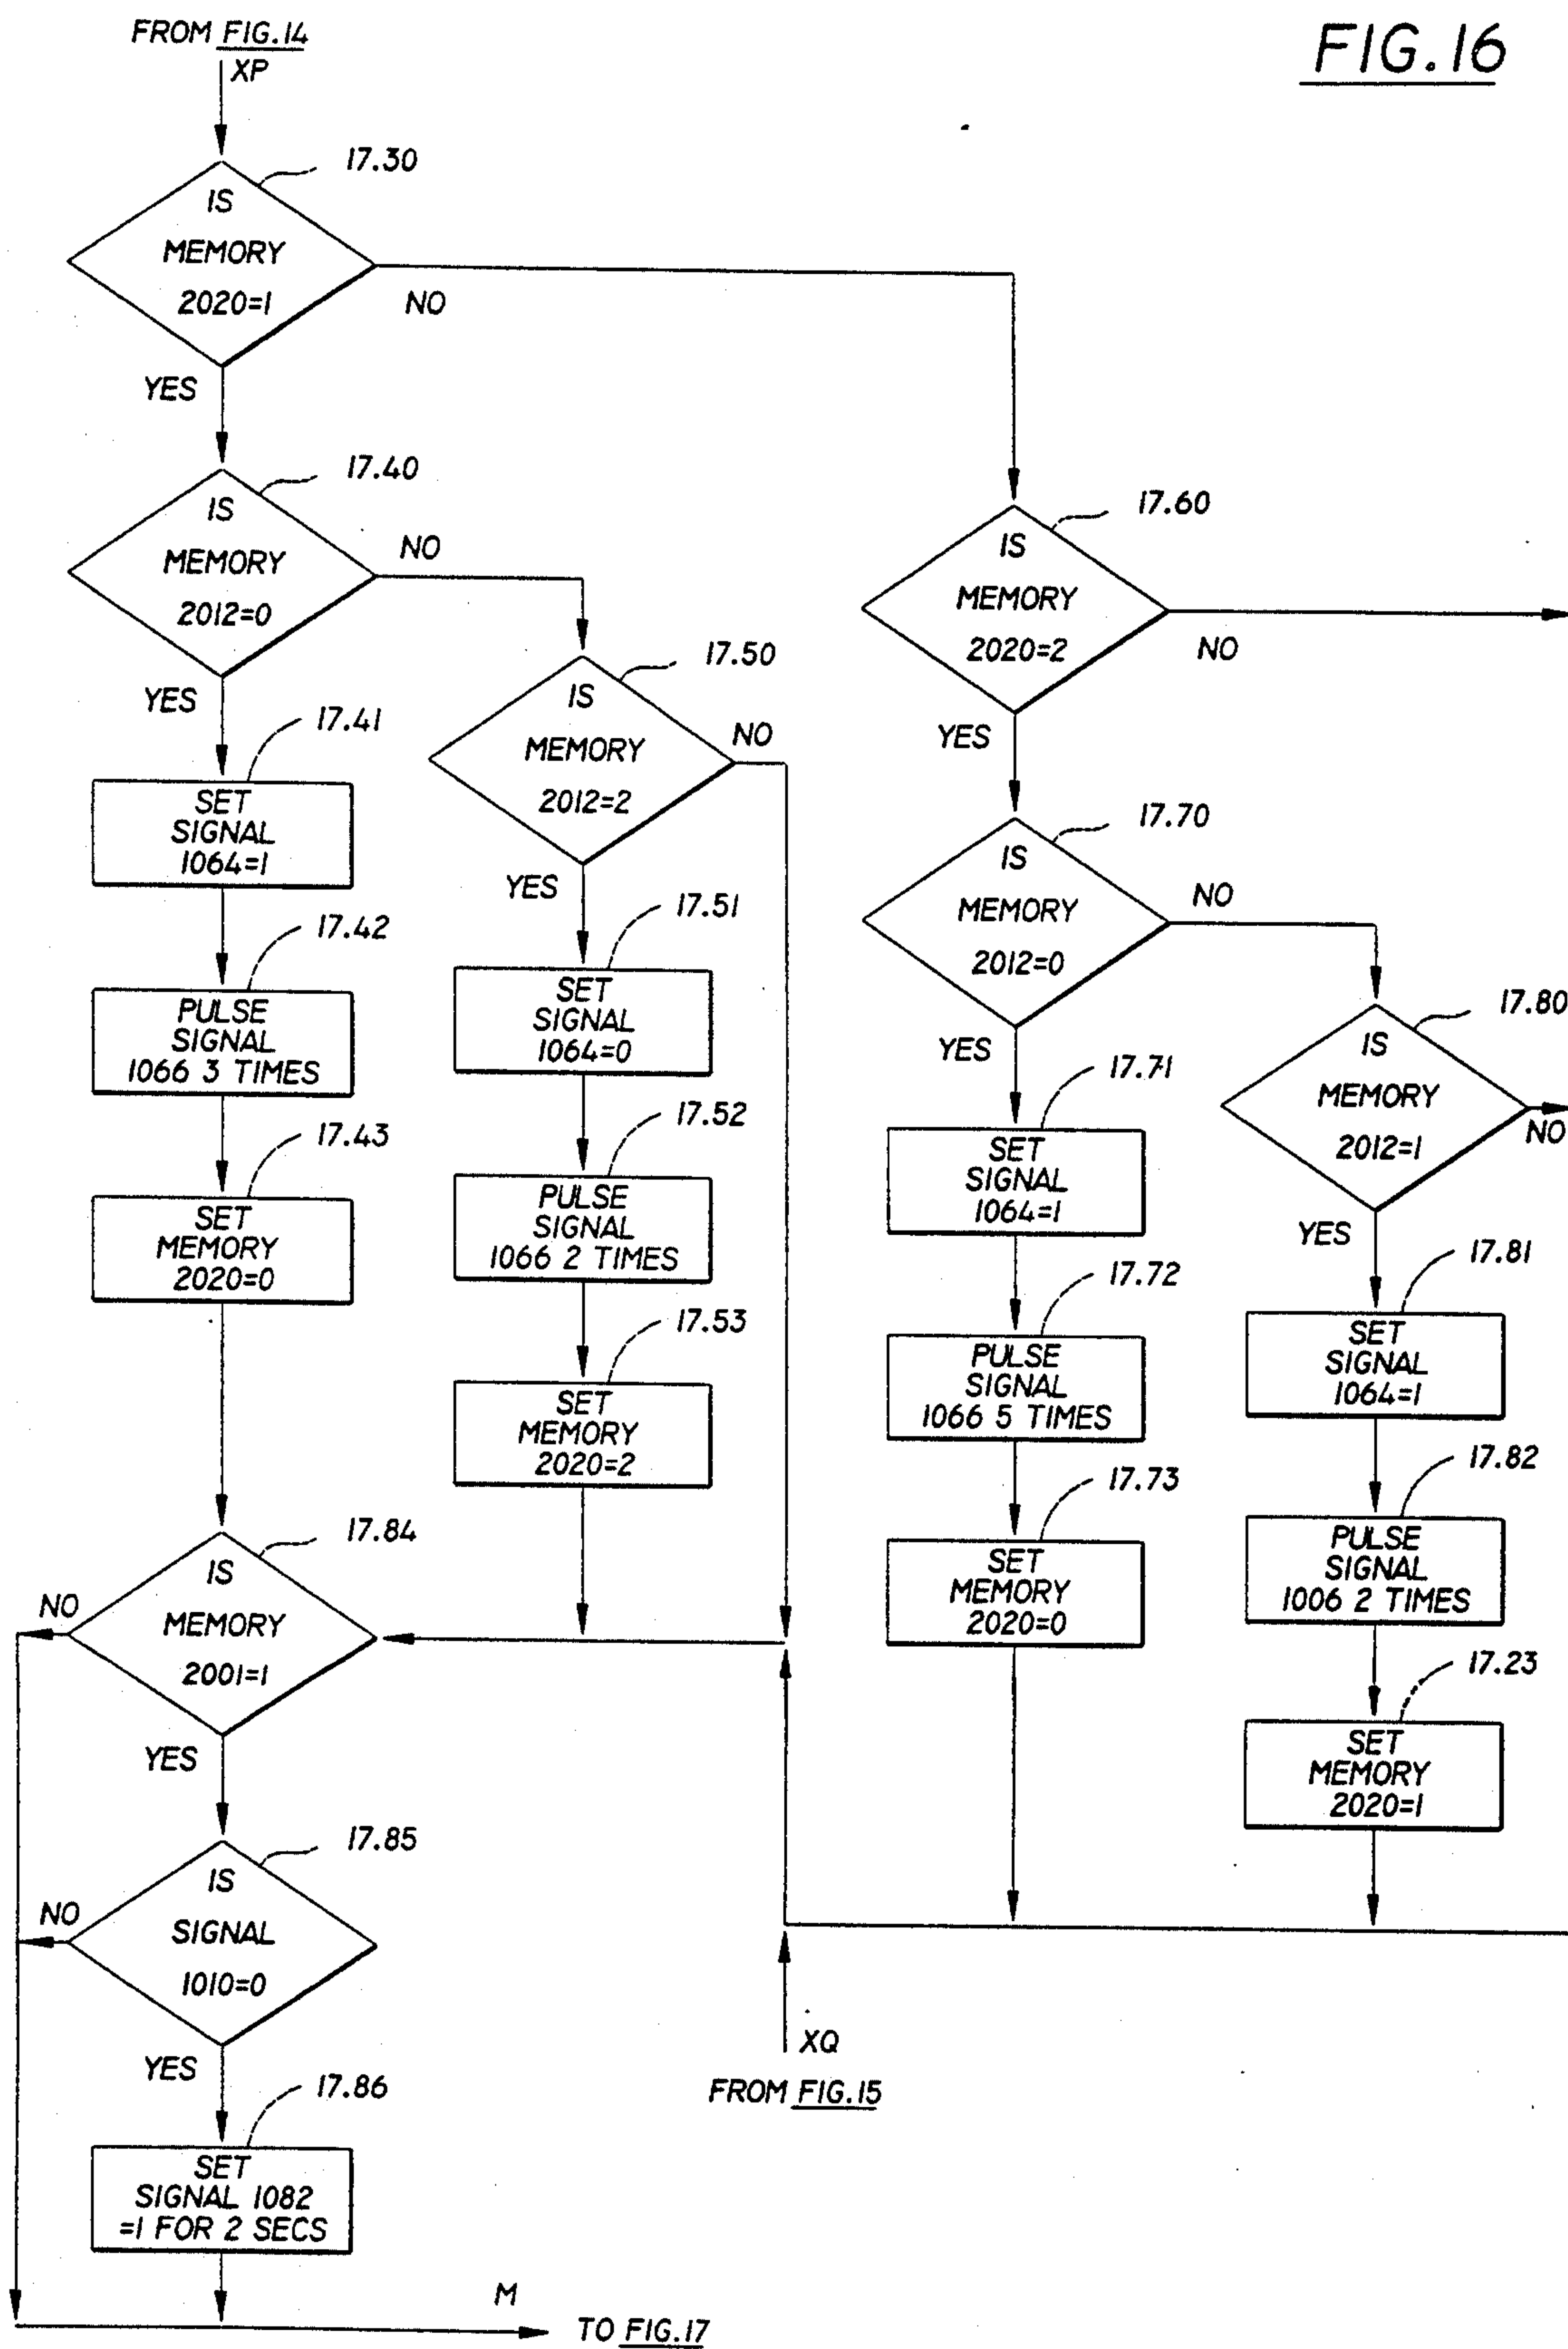 FROM FIG.14
XP
FIG.16
17.30
IS
MEMORY
2020=1
NO
YES
17.40
IS
MEMORY
2012=0
NO
YES
17.41
SET
SIGNAL
1064=1
17.42
PULSE
SIGNAL
1066 3 TIMES
17.43
SET
MEMORY
2020=0
17.50
IS
MEMORY
2012=2
NO
YES
17.51
SET
SIGNAL
1064=0
17.52
PULSE
SIGNAL
1066 2 TIMES
17.53
SET
MEMORY
2020=2
17.60
IS
MEMORY
2020=2
NO
YES
17.70
IS
MEMORY
2012=0
NO
YES
17.71
SET
SIGNAL
1064=1
17.72
PULSE
SIGNAL
1066 5 TIMES
17.73
SET
MEMORY
2020=0
17.80
IS
MEMORY
2012=1
NO
YES
17.81
SET
SIGNAL
1064=1
17.82
PULSE
SIGNAL
1006 2 TIMES
17.23
SET
MEMORY
2020=1
17.84
IS
MEMORY
2001=1
NO
YES
17.85
IS
SIGNAL
1010=0
NO
YES
17.86
SET
SIGNAL 1082
=1 FOR 2 SECS
XQ
FROM FIG.15
M
TO FIG.17